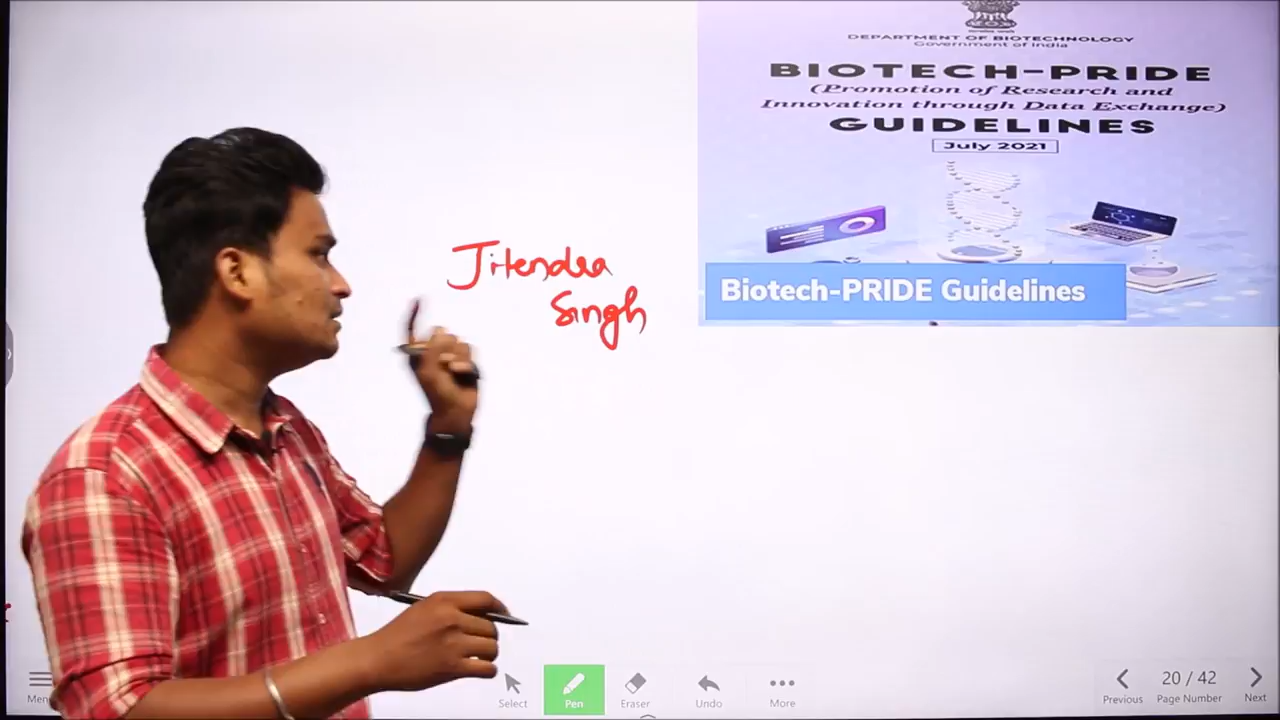 DEPARTMENT OF BIOTECHNOLOGY
Government of India
BIOTECH-PRIDE
(Promotion of Research and
Innovation through Data Exchange)
GUIDELINES
July 2021
Biotech-PRIDE Guidelines
Jitendra
Singh
Menu
Select
Pen
Eraser
Undo
More
Previous
20 / 42
Page Number
Next